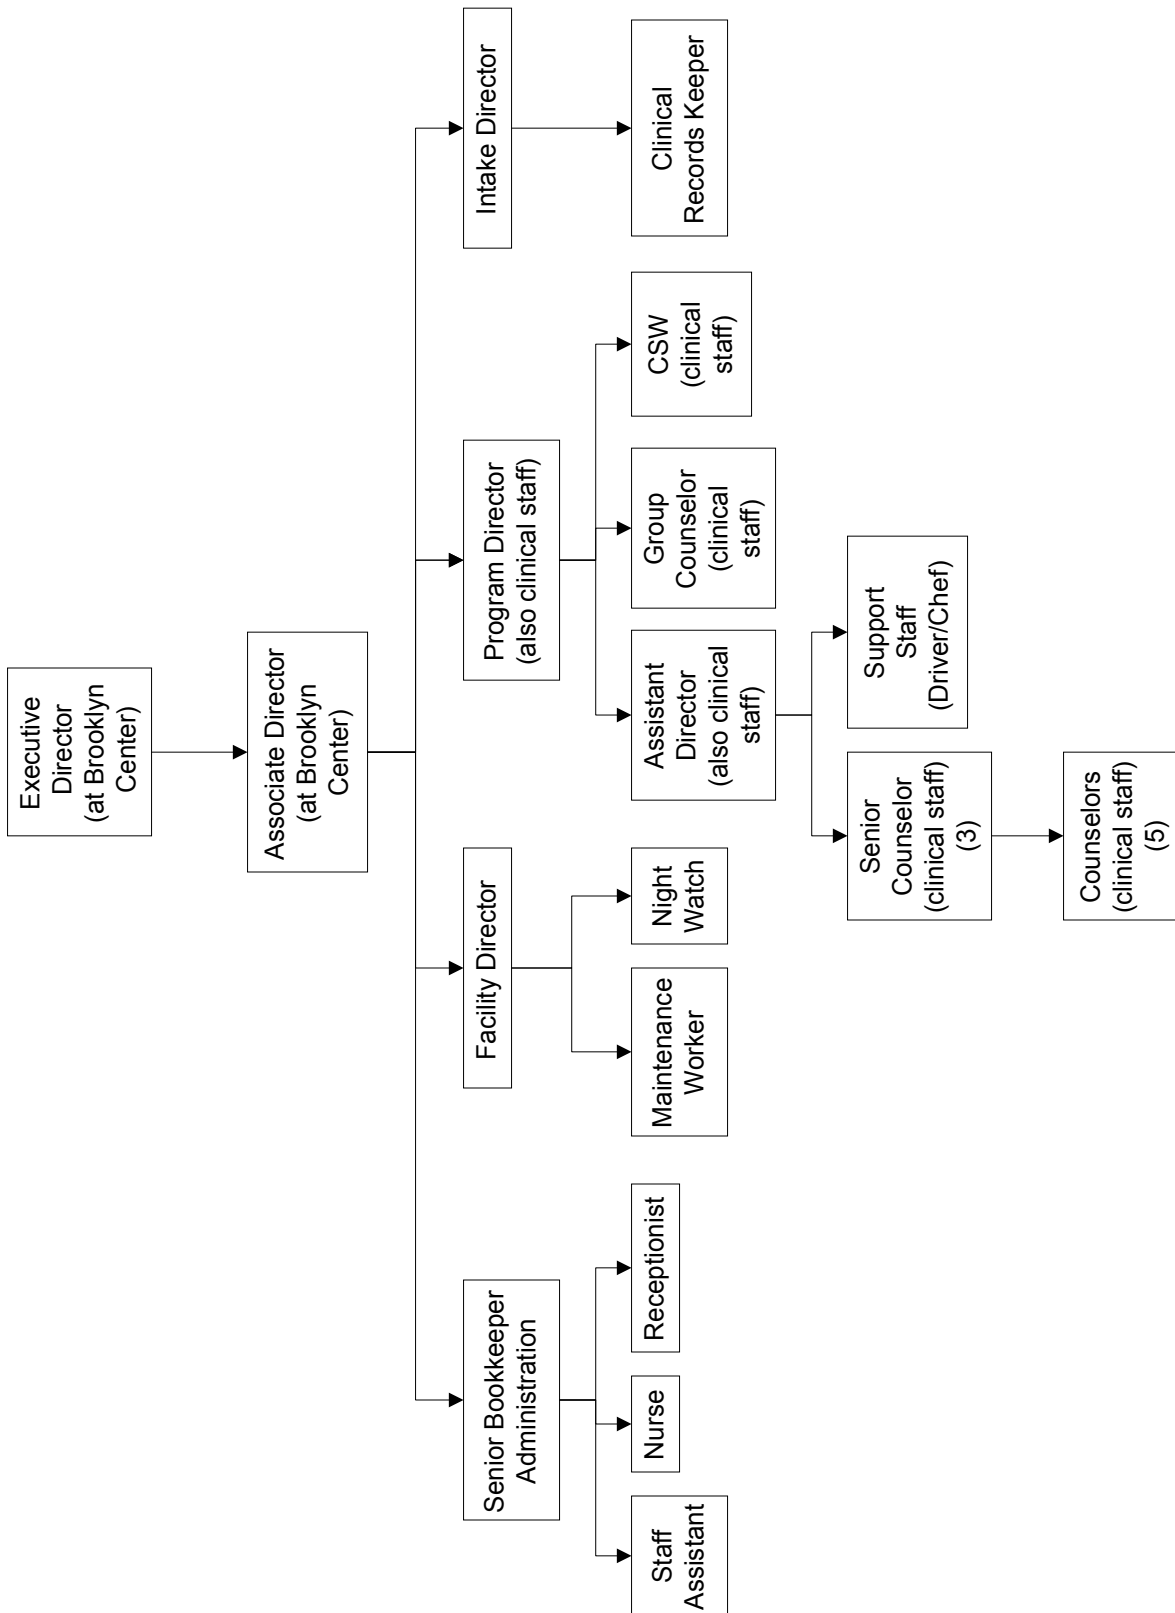 Executive
Director
(at Brooklyn
Center)
Associate Director
(at Brooklyn
Center)
Senior Bookkeeper
Administration
Facility Director
Program Director
(also clinical staff)
Intake Director
Staff
Assistant
Nurse
Receptionist
Maintenance
Worker
Night
Watch
Assistant
Director
(also clinical
staff)
Group
Counselor
(clinical
staff)
CSW
(clinical
staff)
Clinical
Records Keeper
Senior
Counselor
(clinical staff)
(3)
Support
Staff
(Driver/Chef)
Counselors
(clinical staff)
(5)